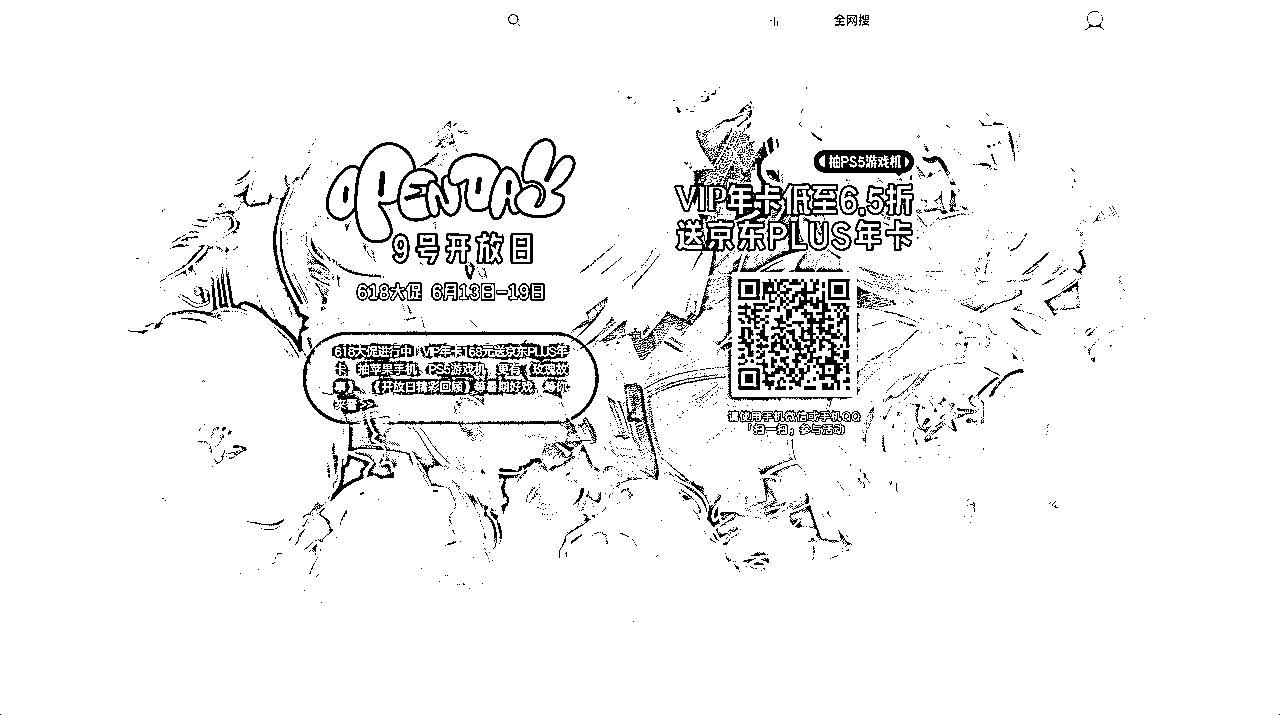 全网搜
OPENDAY
9号开放日
618大促 6月13日-19日
618大促进行中!VIP年卡168元送京东PLUS年
卡、抽苹果手机、PS5游戏机,更有《玫瑰故
事》、《开放日精彩回顾》等暑期好戏,等你
抽PS5游戏机
VIP年卡低至6.5折
送京东PLUS年卡
请使用手机微信或手机QQ
「扫一扫」参与活动